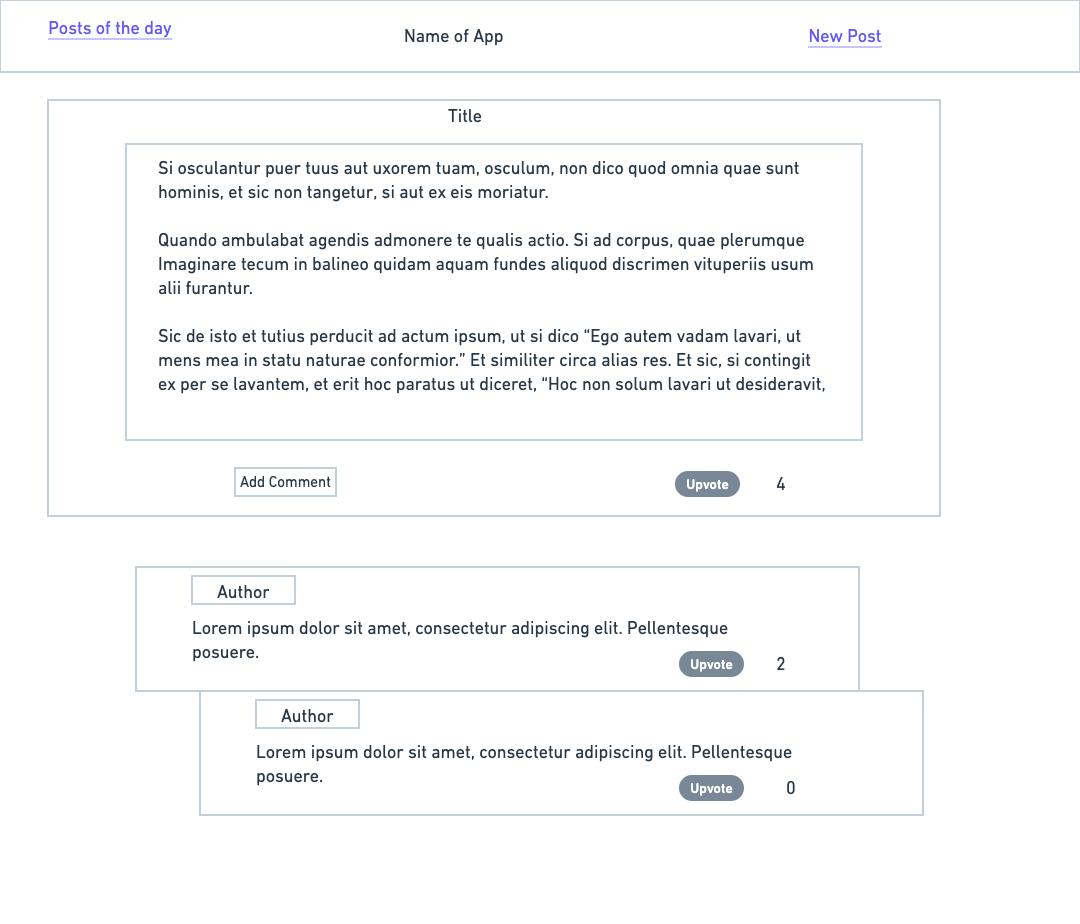 Posts of the day
Name of App
New Post
Title
Si osculantur puer tuus aut uxorem tuam, osculum, non dico quod omnia quae sunt
hominis, et sic non tangetur, si aut ex eis moriatur.
Quando ambulabat agendis admonere te qualis actio. Si ad corpus, quae plerumque
Imaginare tecum in balineo quidam aquam fundes aliquod discrimen vituperiis usum
alii furantur.
Sic de isto et tutius perducit ad actum ipsum, ut si dico “Ego autem vadam lavari, ut
mens mea in statu naturae conformior.” Et similiter circa alias res. Et sic, si contingit
ex per se lavantem, et erit hoc paratus ut diceret, “Hoc non solum lavari ut desideravit,
Add Comment
Upvote
4
Author
Lorem ipsum dolor sit amet, consectetur adipiscing elit. Pellentesque
posuere.
Upvote
2
Author
Lorem ipsum dolor sit amet, consectetur adipiscing elit. Pellentesque
posuere.
Upvote
0